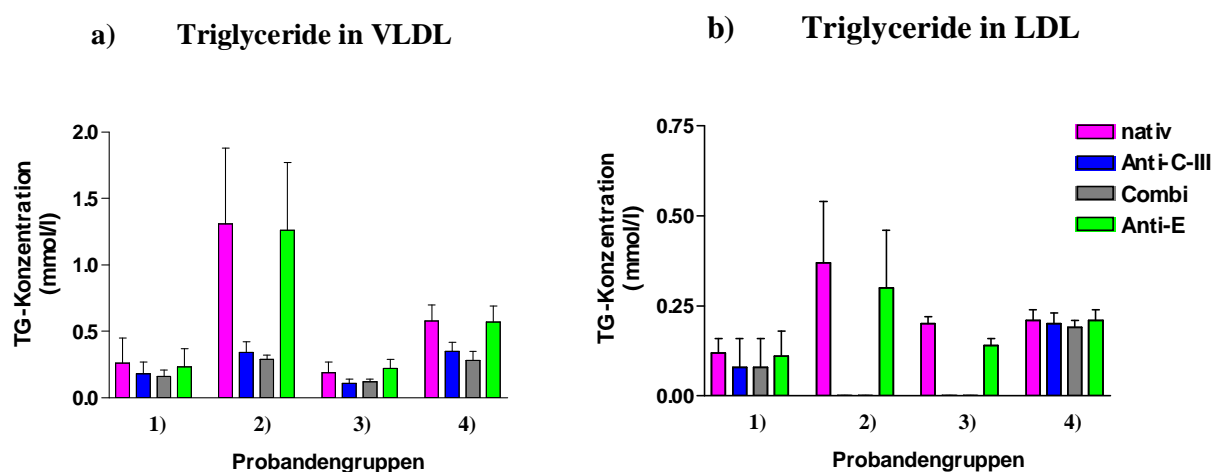 a) Triglyceride in VLDL
TG-Konzentration
(mmol/l)
2.0
1.5
1.0
0.5
0.0
1) 2) 3) 4)
Probandengruppen
b) Triglyceride in LDL
TG-Konzentration
(mmol/l)
0.75
0.50
0.25
0.00
1) 2) 3) 4)
Probandengruppen
nativ
Anti-C-III
Combi
Anti-E